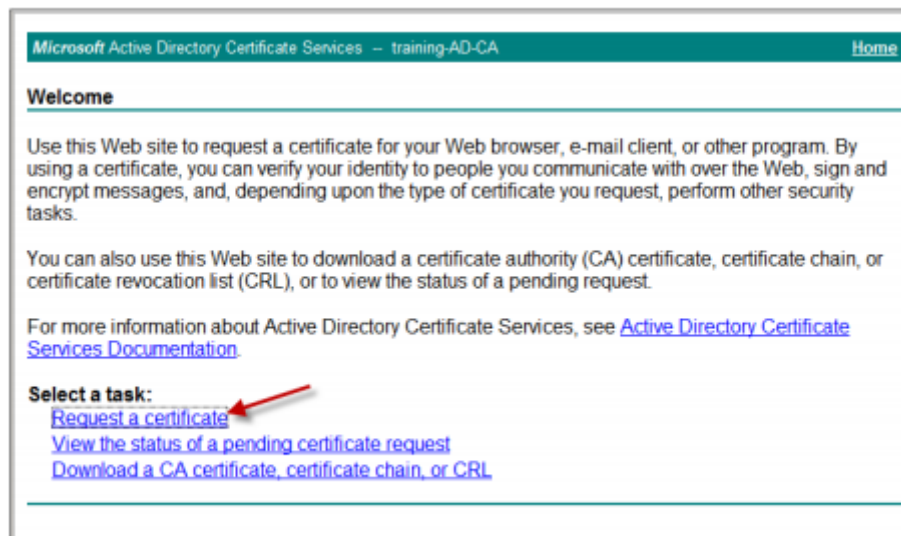 Microsoft Active Directory Certificate Services -- training-AD-CA Home
Welcome
Use this Web site to request a certificate for your Web browser, e-mail client, or other program. By
using a certificate, you can verify your identity to people you communicate with over the Web, sign and
encrypt messages, and, depending upon the type of certificate you request, perform other security
tasks.
You can also use this Web site to download a certificate authority (CA) certificate, certificate chain, or
certificate revocation list (CRL), or to view the status of a pending request.
For more information about Active Directory Certificate Services, see Active Directory Certificate
Services Documentation.
Select a task:
Request a certificate
View the status of a pending certificate request
Download a CA certificate, certificate chain, or CRL